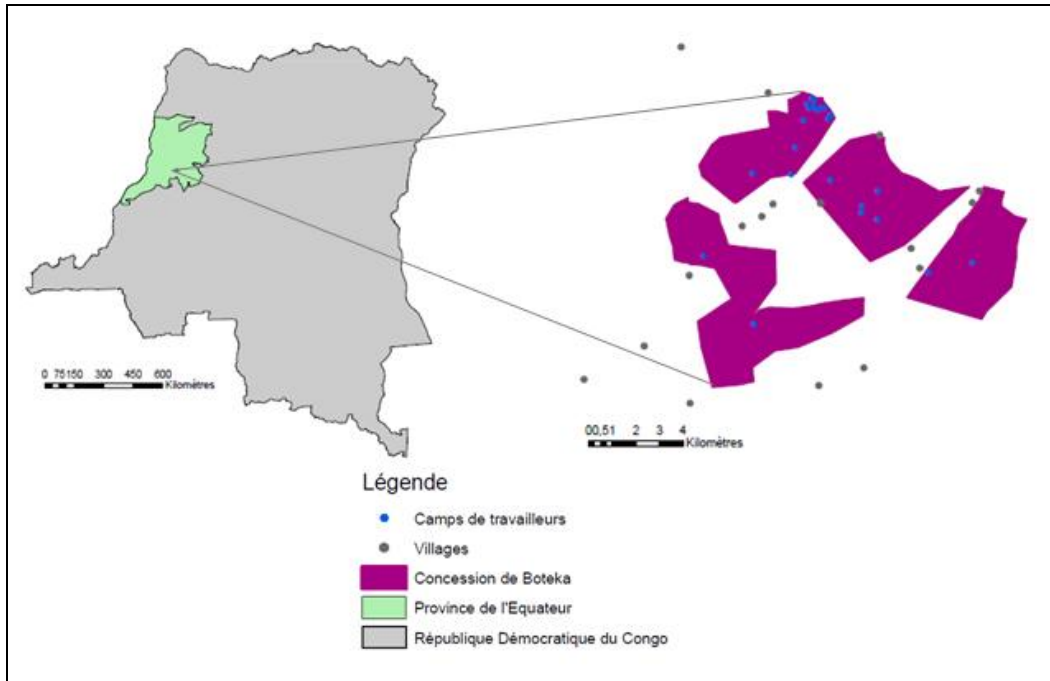 0 75150 300 450 600
Kilomètres
00,51 2 3 4
Kilomètres
Légende
Camps de travailleurs
Villages
Concession de Boteka
Province de l'Equateur
République Démocratique du Congo